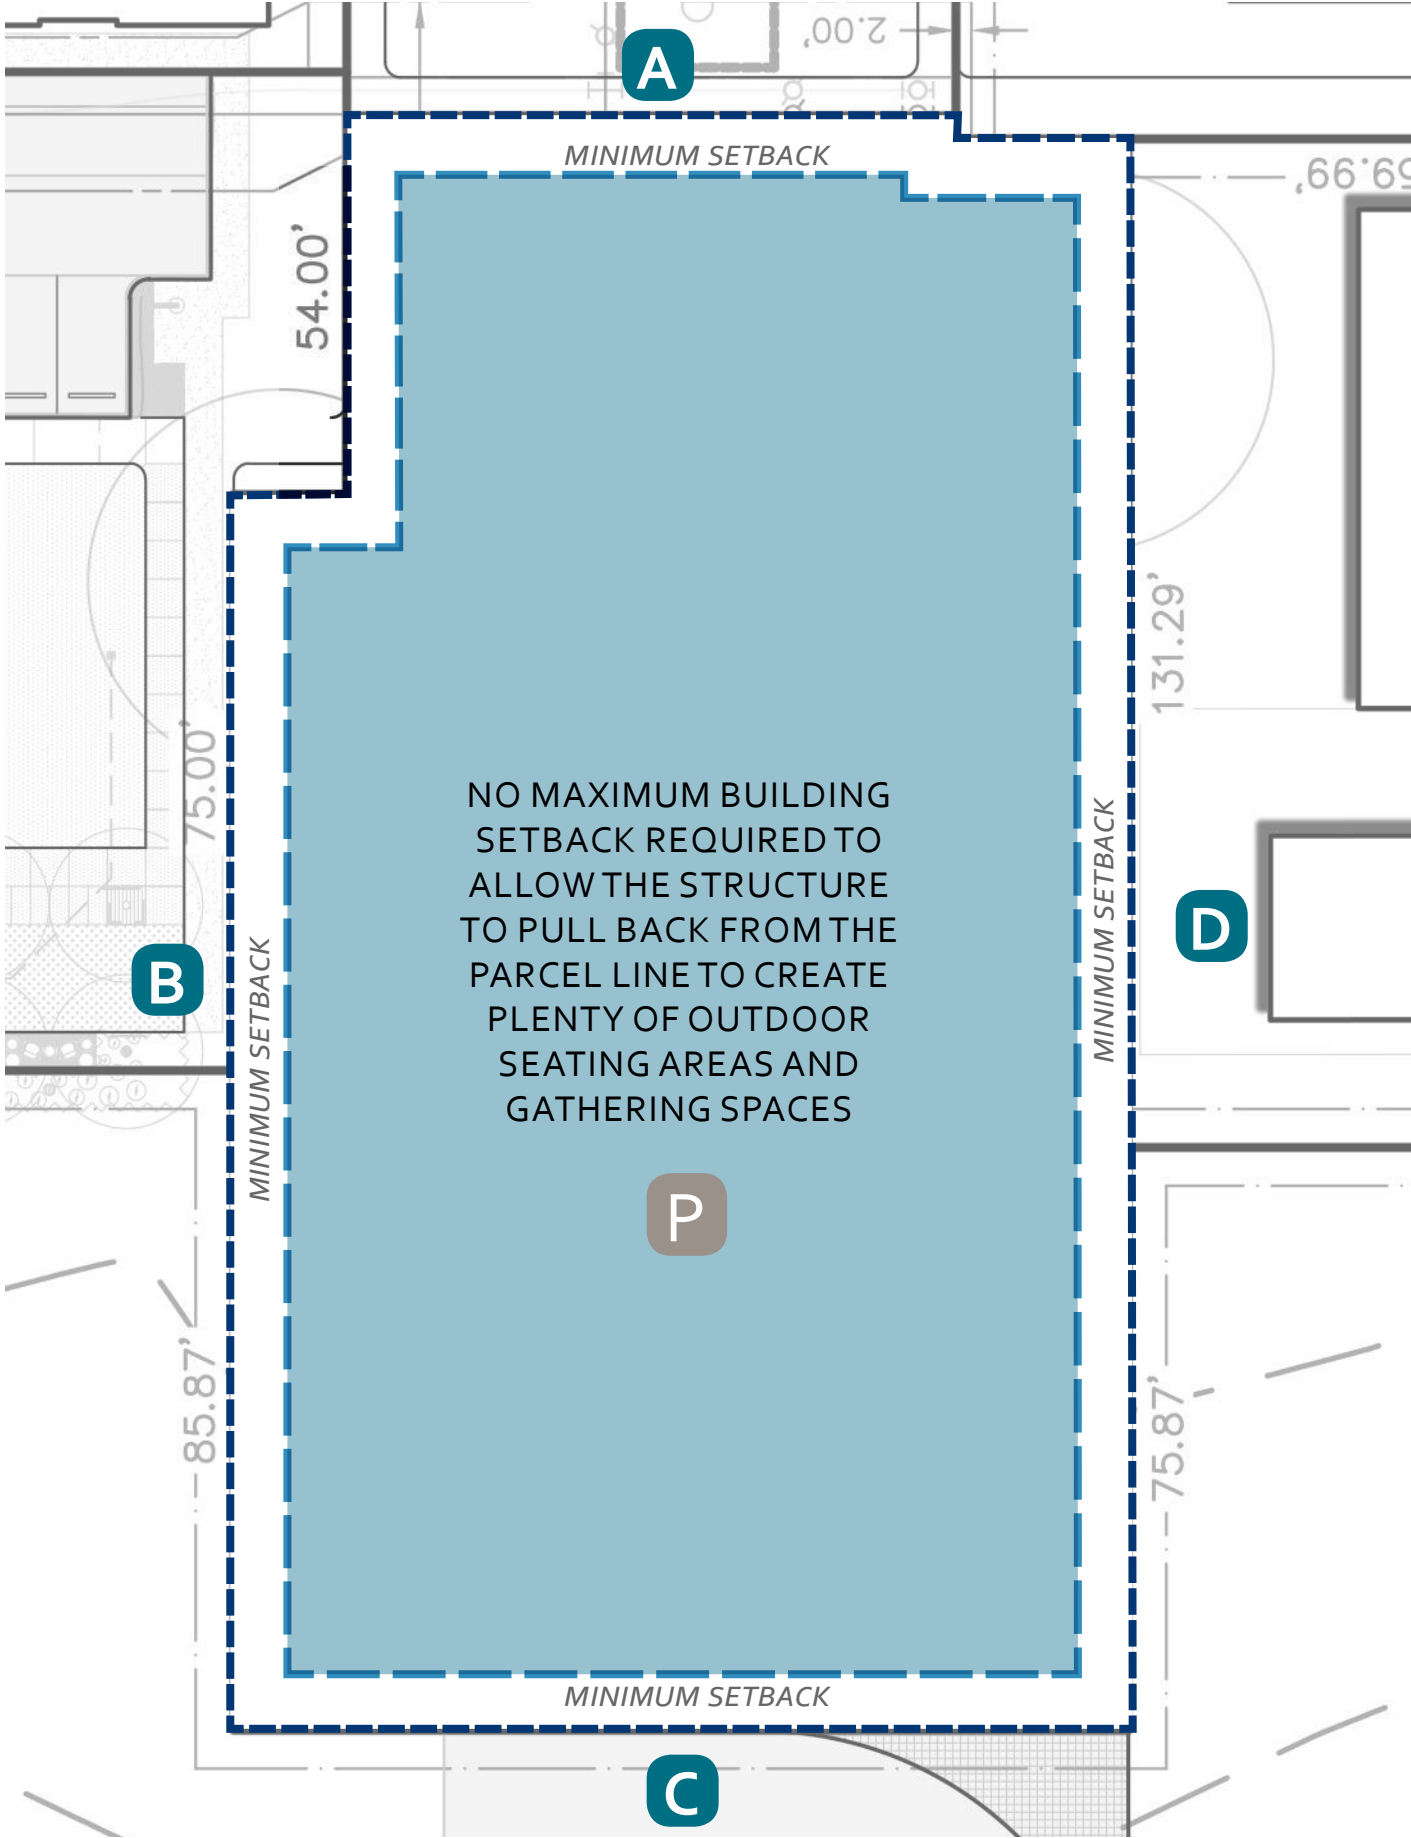 2.00'
A
MINIMUM SETBACK
59.99'
54.00'
131.29'
75.00'
NO MAXIMUM BUILDING
SETBACK REQUIRED TO
ALLOW THE STRUCTURE
TO PULL BACK FROM THE
PARCEL LINE TO CREATE
PLENTY OF OUTDOOR
SEATING AREAS AND
GATHERING SPACES
MINIMUM SETBACK
D
B
MINIMUM SETBACK
P
85.87'
75.87'
MINIMUM SETBACK
C